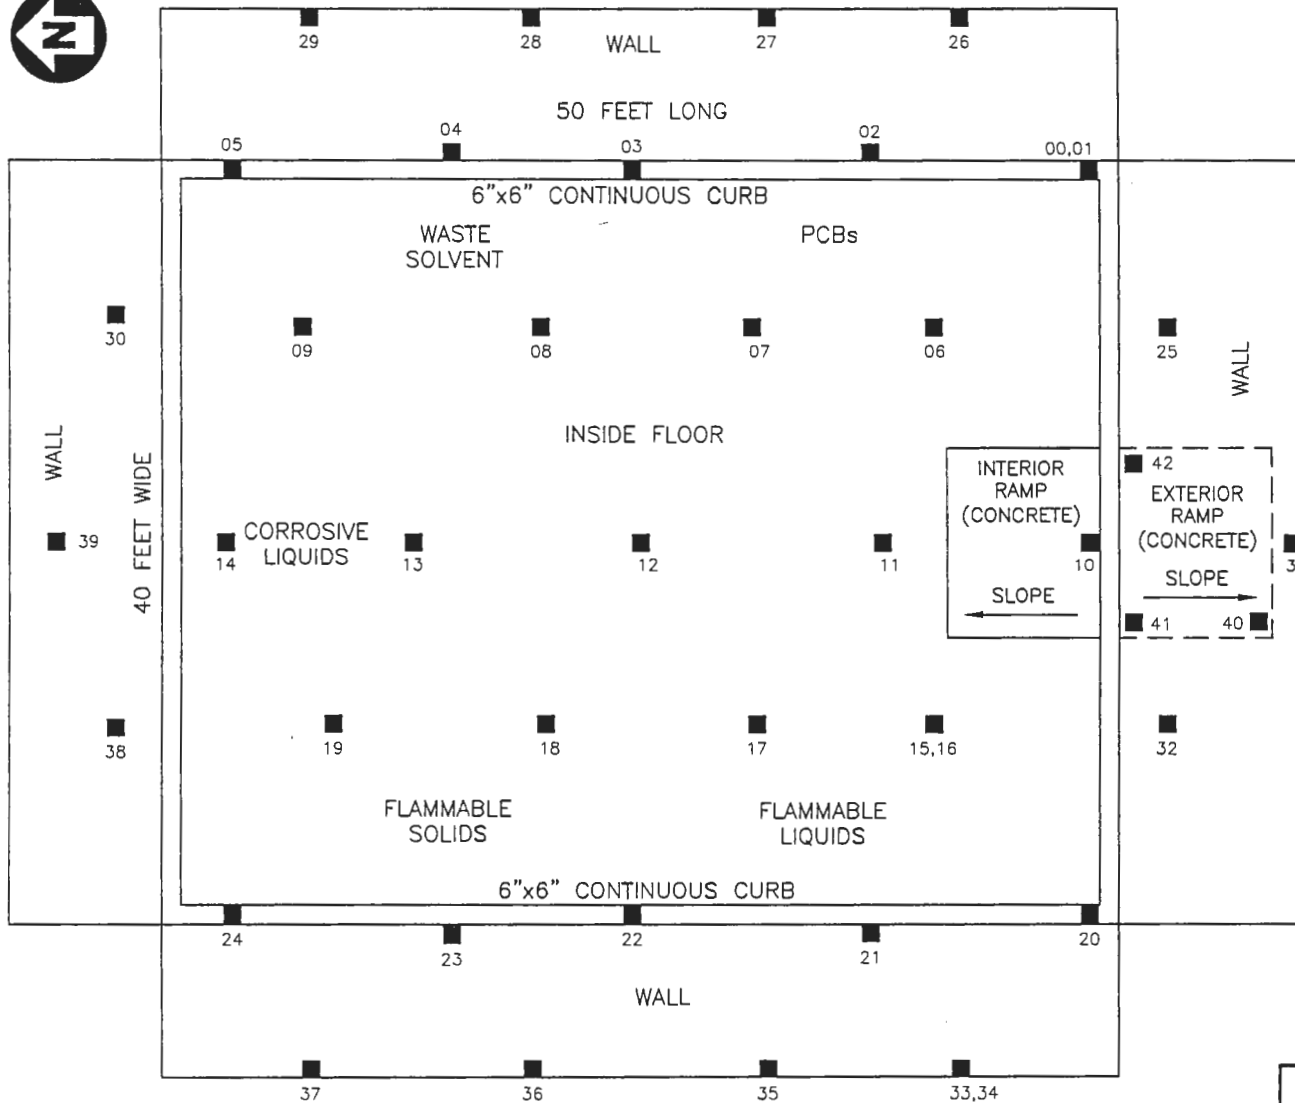 N
29
28
27
26
WALL
50 FEET LONG
05
04
03
02
00,01
6"x6" CONTINUOUS CURB
WASTE
SOLVENT
PCBs
30
09
08
07
06
25
WALL
INSIDE FLOOR
WALL
40 FEET WIDE
INTERIOR
RAMP
(CONCRETE)
42
EXTERIOR
RAMP
(CONCRETE)
39
14
CORROSIVE
LIQUIDS
13
12
11
10
SLOPE
SLOPE
41
40
38
19
18
17
15,16
32
FLAMMABLE
SOLIDS
FLAMMABLE
LIQUIDS
6"x6" CONTINUOUS CURB
24
23
22
21
20
WALL
37
36
35
33,34